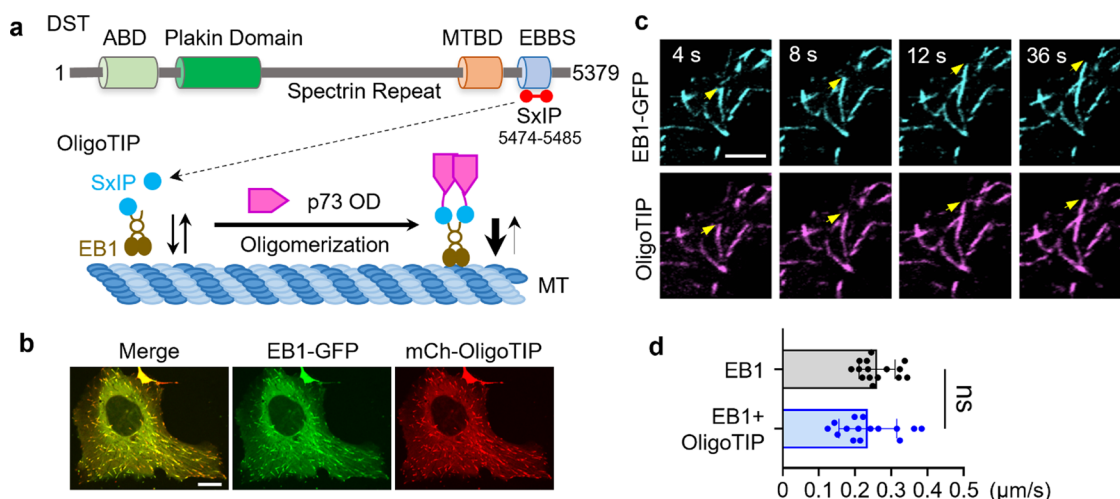 a
DST
ABD
Plakin Domain
MTBD
EBBS
1
5379
Spectrin Repeat
SxIP
5474-5485
OligoTIP
SxIP
p73 OD
EB1
Oligomerization
MT
b
Merge
EB1-GFP
mCh-OligoTIP
c
4 s
8 s
12 s
36 s
EB1-GFP
OligoTIP
d
EB1
EB1+
OligoTIP
ns
0 0.1 0.2 0.3 0.4 0.5 (μm/s)